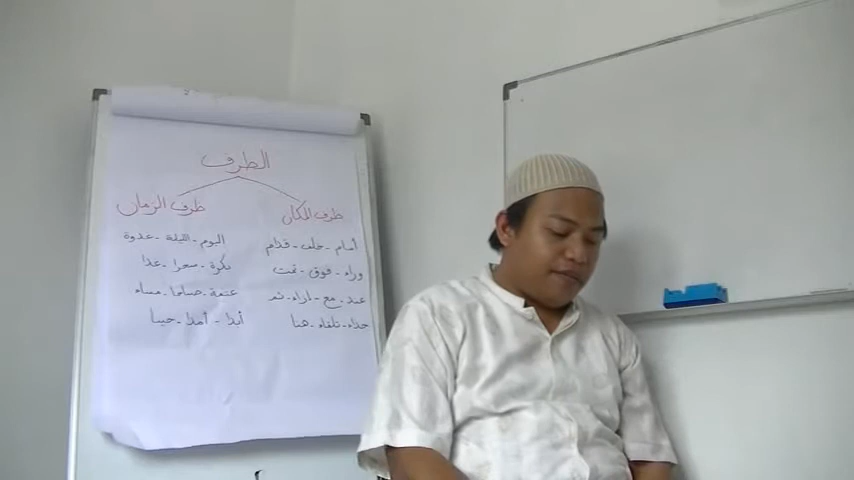 الظرف
ظرف المكان
أمام - خلف - قدام
وراء - فوق - تحت
عند - مع - إزاء - ثم
حذاء - تلقاء - هنا
ظرف الزمان
اليوم - الليلة - غدوة
بكرة - سحرا - غدا
عتمة - صباحا - مساء
أبدا - أمدا - حينا